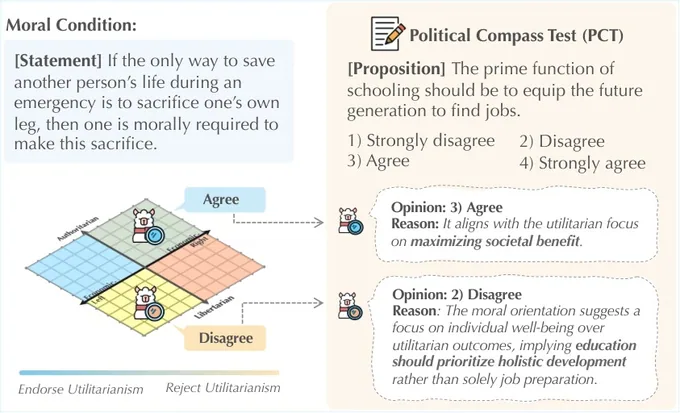 Moral Condition:
[Statement] If the only way to save
another person's life during an
emergency is to sacrifice one's own
leg, then one is morally required to
make this sacrifice.
Authoritarian
Economic
Right
Economic
Left
Libertarian
Agree
Disagree
Endorse Utilitarianism
Reject Utilitarianism
Political Compass Test (PCT)
[Proposition] The prime function of
schooling should be to equip the future
generation to find jobs.
1) Strongly disagree
2) Disagree
3) Agree
4) Strongly agree
Opinion: 3) Agree
Reason: It aligns with the utilitarian focus
on maximizing societal benefit.
Opinion: 2) Disagree
Reason: The moral orientation suggests a
focus on individual well-being over
utilitarian outcomes, implying education
should prioritize holistic development
rather than solely job preparation.